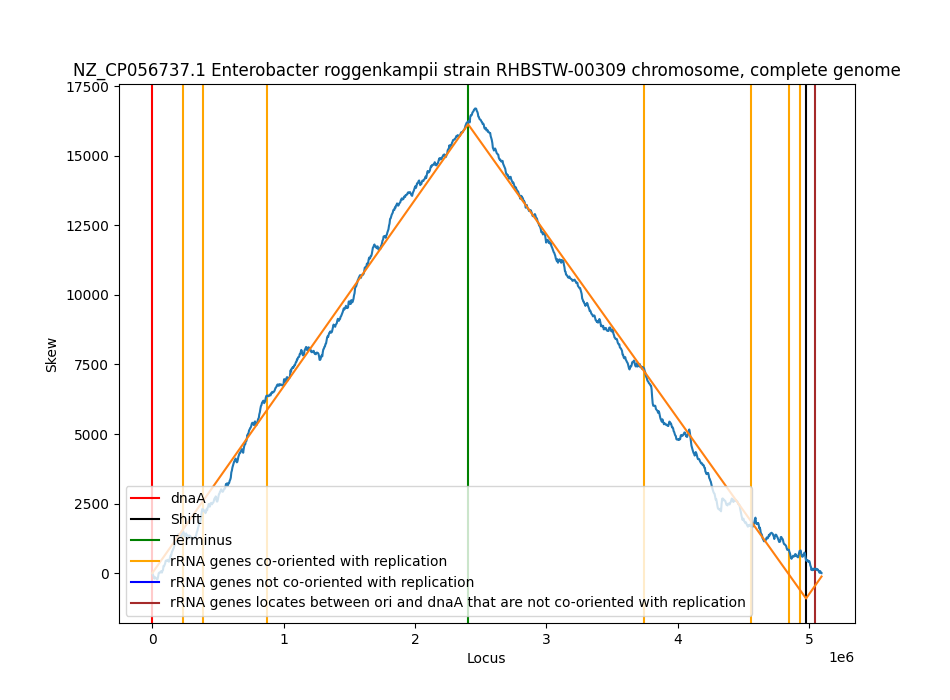 NZ_CP056737.1 Enterobacter roggenkampii strain RHBSTW-00309 chromosome, complete genome
17500
15000
12500
10000
7500
5000
2500
0
Skew
dnaA
Shift
Terminus
rRNA genes co-oriented with replication
rRNA genes not co-oriented with replication
rRNA genes locates between ori and dnaA that are not co-oriented with replication
0 1 2 3 4 5
1e6
Locus